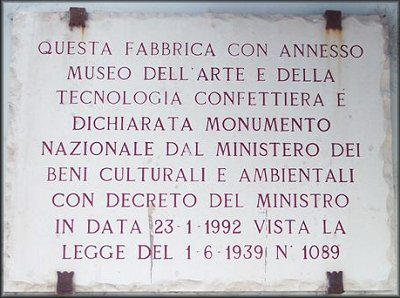 QUESTA FABBRICA CON ANNESSO
MUSEO DELL'ARTE E DELLA
TECNOLOGIA CONFETTIERA È
DICHIARATA MONUMENTO
NAZIONALE DAL MINISTERO DEI
BENI CULTURALI E AMBIENTALI
CON DECRETO DEL MINISTRO
IN DATA 23-1-1992 VISTA LA
LEGGE DEL 1-6-1939 N° 1089